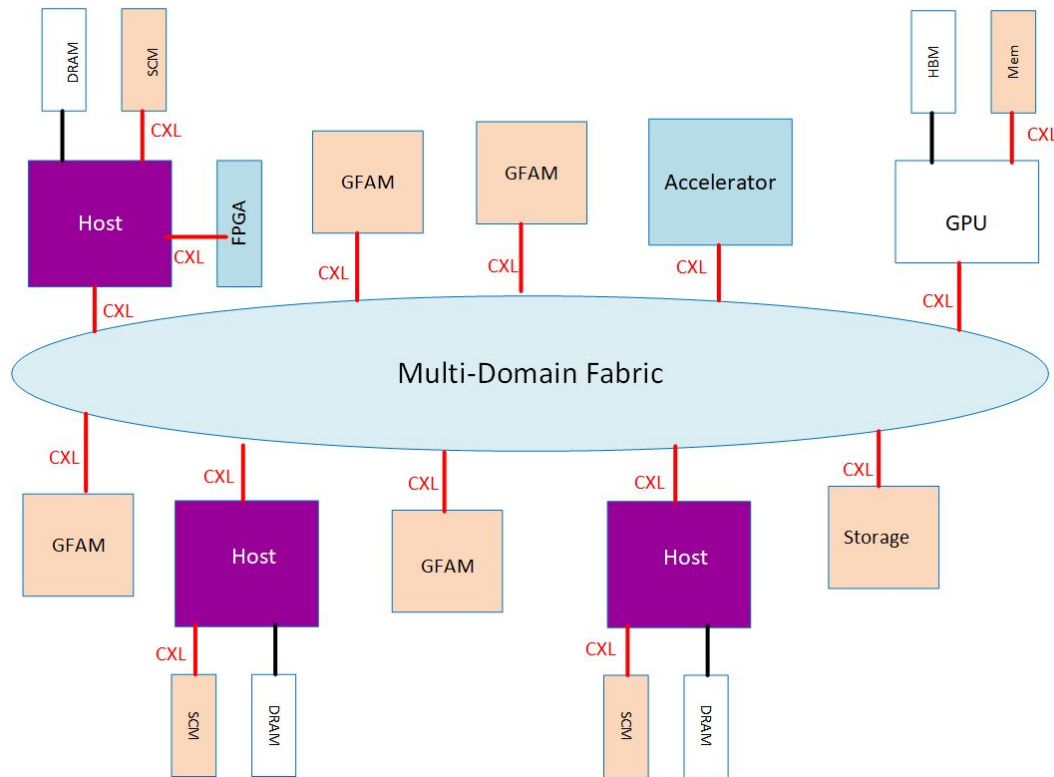 DRAM
SCM
CXL
Host
FPGA
CXL
CXL
GFAM
CXL
GFAM
CXL
Accelerator
CXL
HBM
Mem
CXL
GPU
CXL
Multi-Domain Fabric
CXL
GFAM
CXL
Host
CXL
SCM
DRAM
CXL
GFAM
CXL
Host
CXL
SCM
DRAM
CXL
Storage